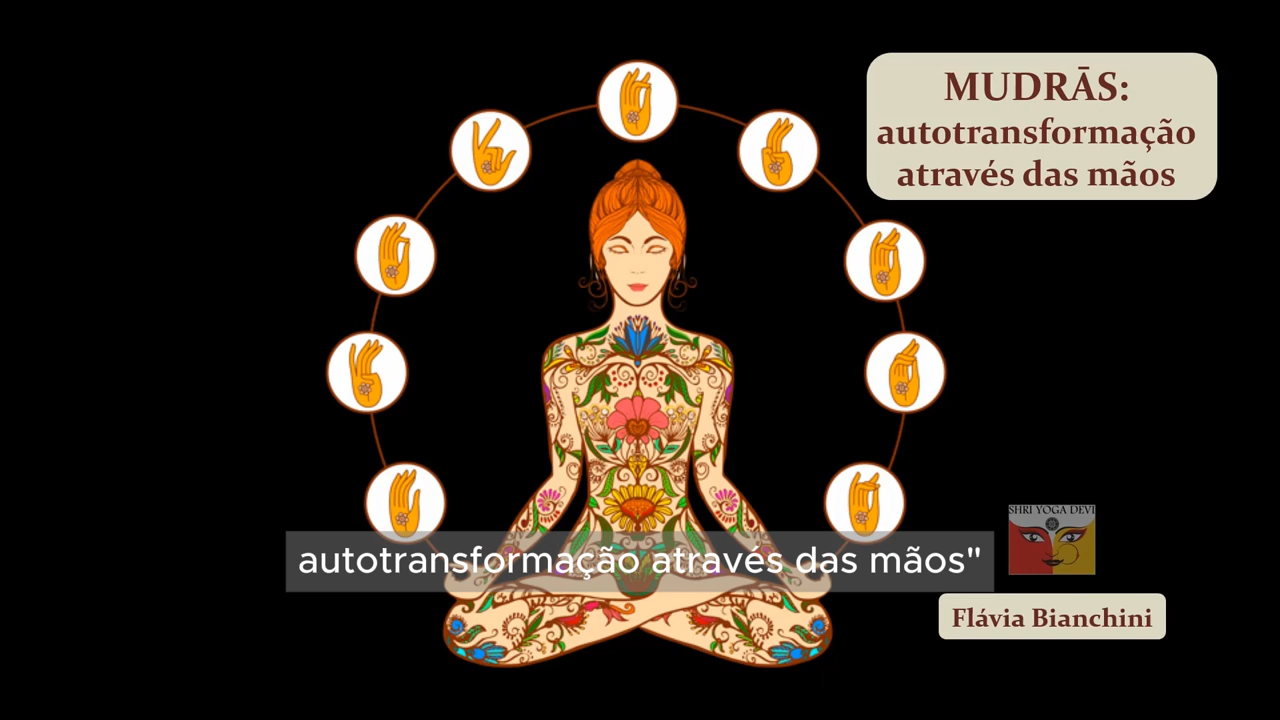 MUDRĀS:
autotransformação
através das mãos
SHRI YOGA DEVI
autotransformação através das mãos"
Flávia Bianchini